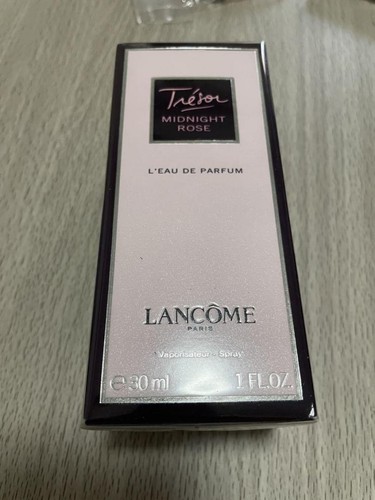 Trésor
MIDNIGHT
ROSE
L'EAU DE PARFUM
LANCÔME
PARIS
Vaporisateur - Spray
℮ 30 ml 1 FL.OZ.